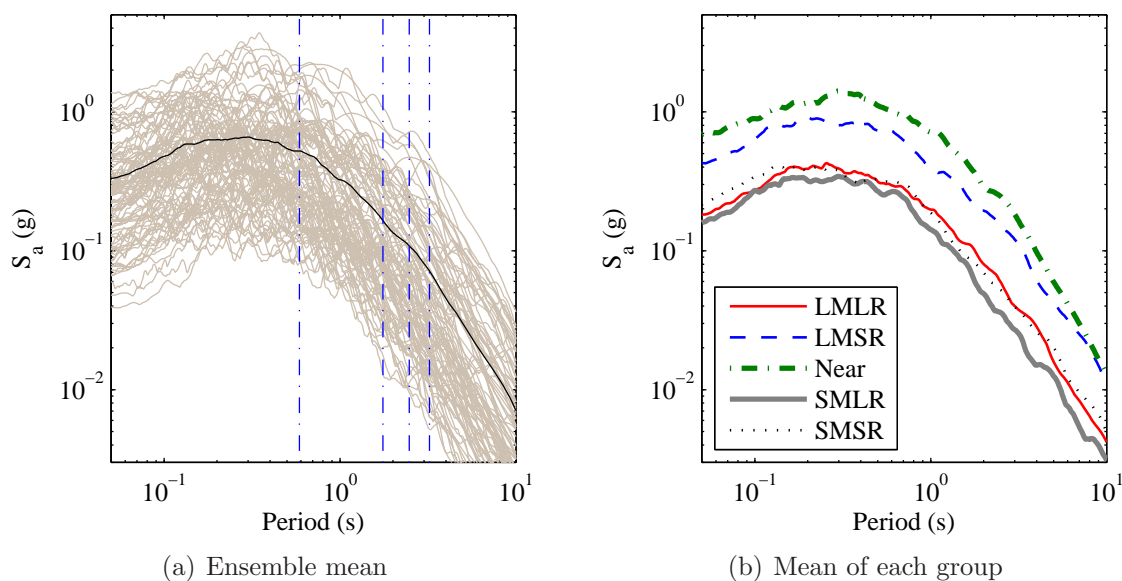 10^0
10^-1
10^-2
S_a (g)
10^-1
10^0
10^1
Period (s)
(a) Ensemble mean
10^0
10^-1
10^-2
S_a (g)
LMLR
LMSR
Near
SMLR
SMSR
10^-1
10^0
10^1
Period (s)
(b) Mean of each group